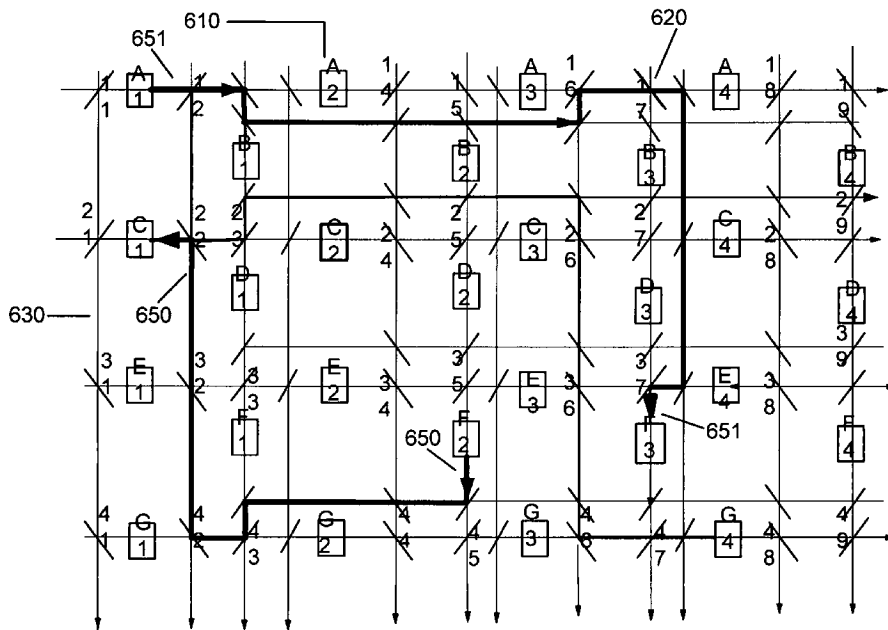 610
620
651
A 1
A 2
A 3
A 4
1 1
1 2
1 4
1 5
1 6
1 7
1 8
1 9
B 1
B 2
B 3
B 4
2 1
2 2
2 3
2 4
2 5
2 6
2 7
2 8
2 9
C 1
C 2
C 3
C 4
650
630
D 1
D 2
D 3
D 4
3 1
3 2
3 3
3 4
3 5
3 6
3 7
3 8
3 9
E 1
E 2
E 3
E 4
F 1
650
F 2
F 3
651
F 4
4 1
4 2
4 3
4 4
4 5
4 6
4 7
4 8
4 9
G 1
G 2
G 3
G 4